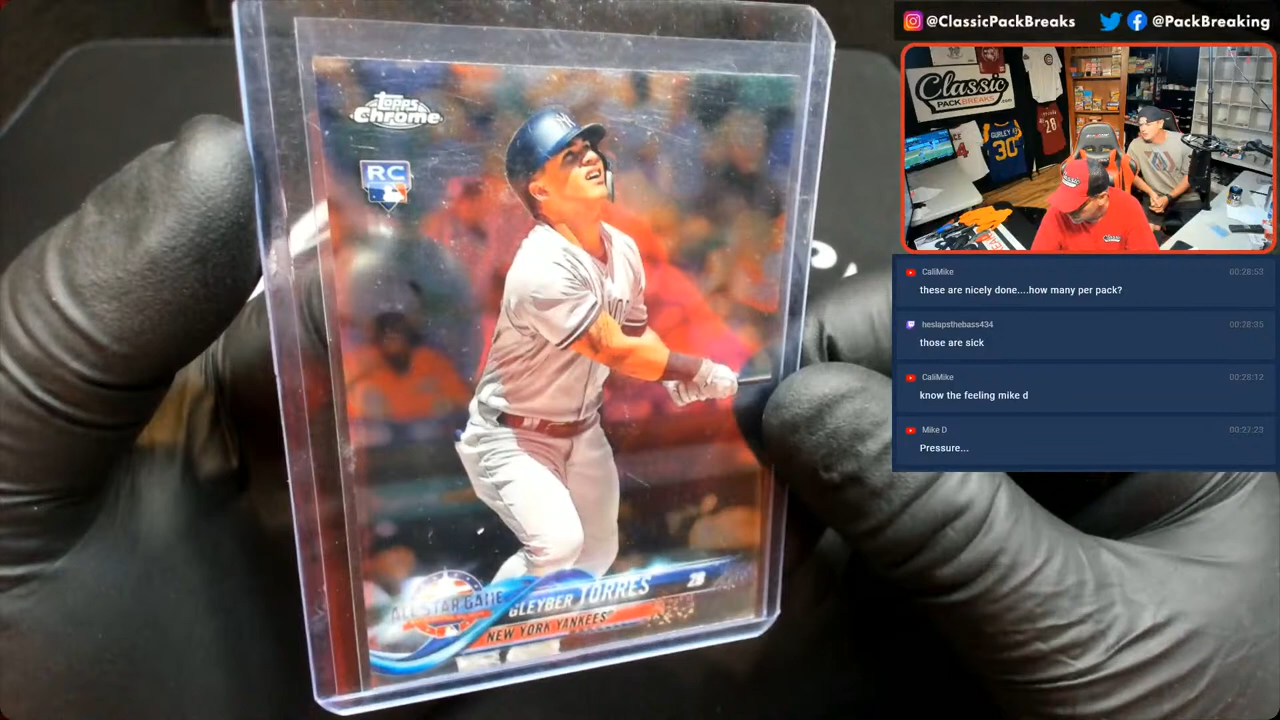 @ClassicPackBreaks @PackBreaking
Topps
Chrome
RC
ALL STAR GAME
GLEYBER TORRES 2B
NEW YORK YANKEES
Classic
PACK BREAKS.com
GURLEY
30
28
CaliMike 00:28:53
these are nicely done....how many per pack?
heslapsthebass434 00:28:35
those are sick
CaliMike 00:28:12
know the feeling mike d
Mike D 00:27:23
Pressure...